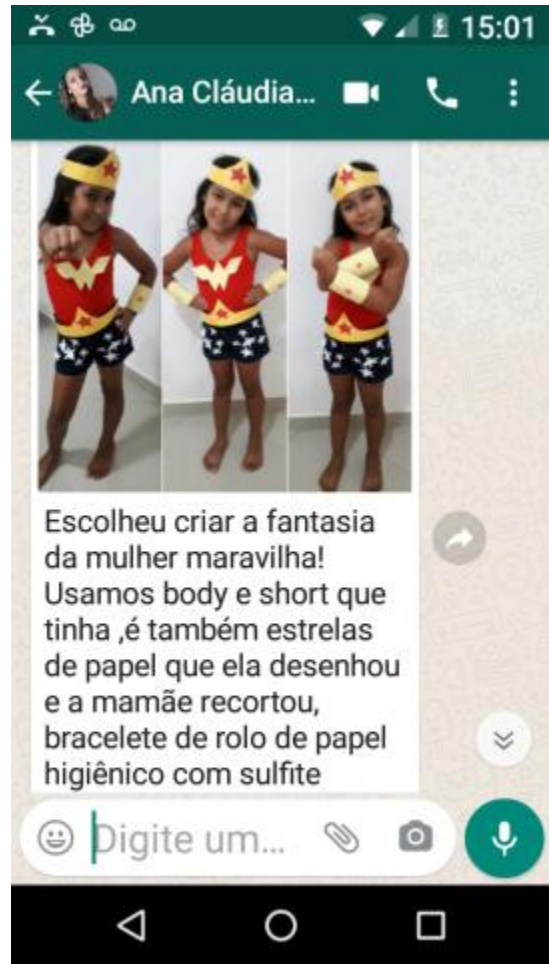 15:01
Ana Cláudia...
Escolheu criar a fantasia
da mulher maravilha!
Usamos body e short que
tinha ,é também estrelas
de papel que ela desenhou
e a mamãe recortou,
bracelete de rolo de papel
higiênico com sulfite
Digite um...